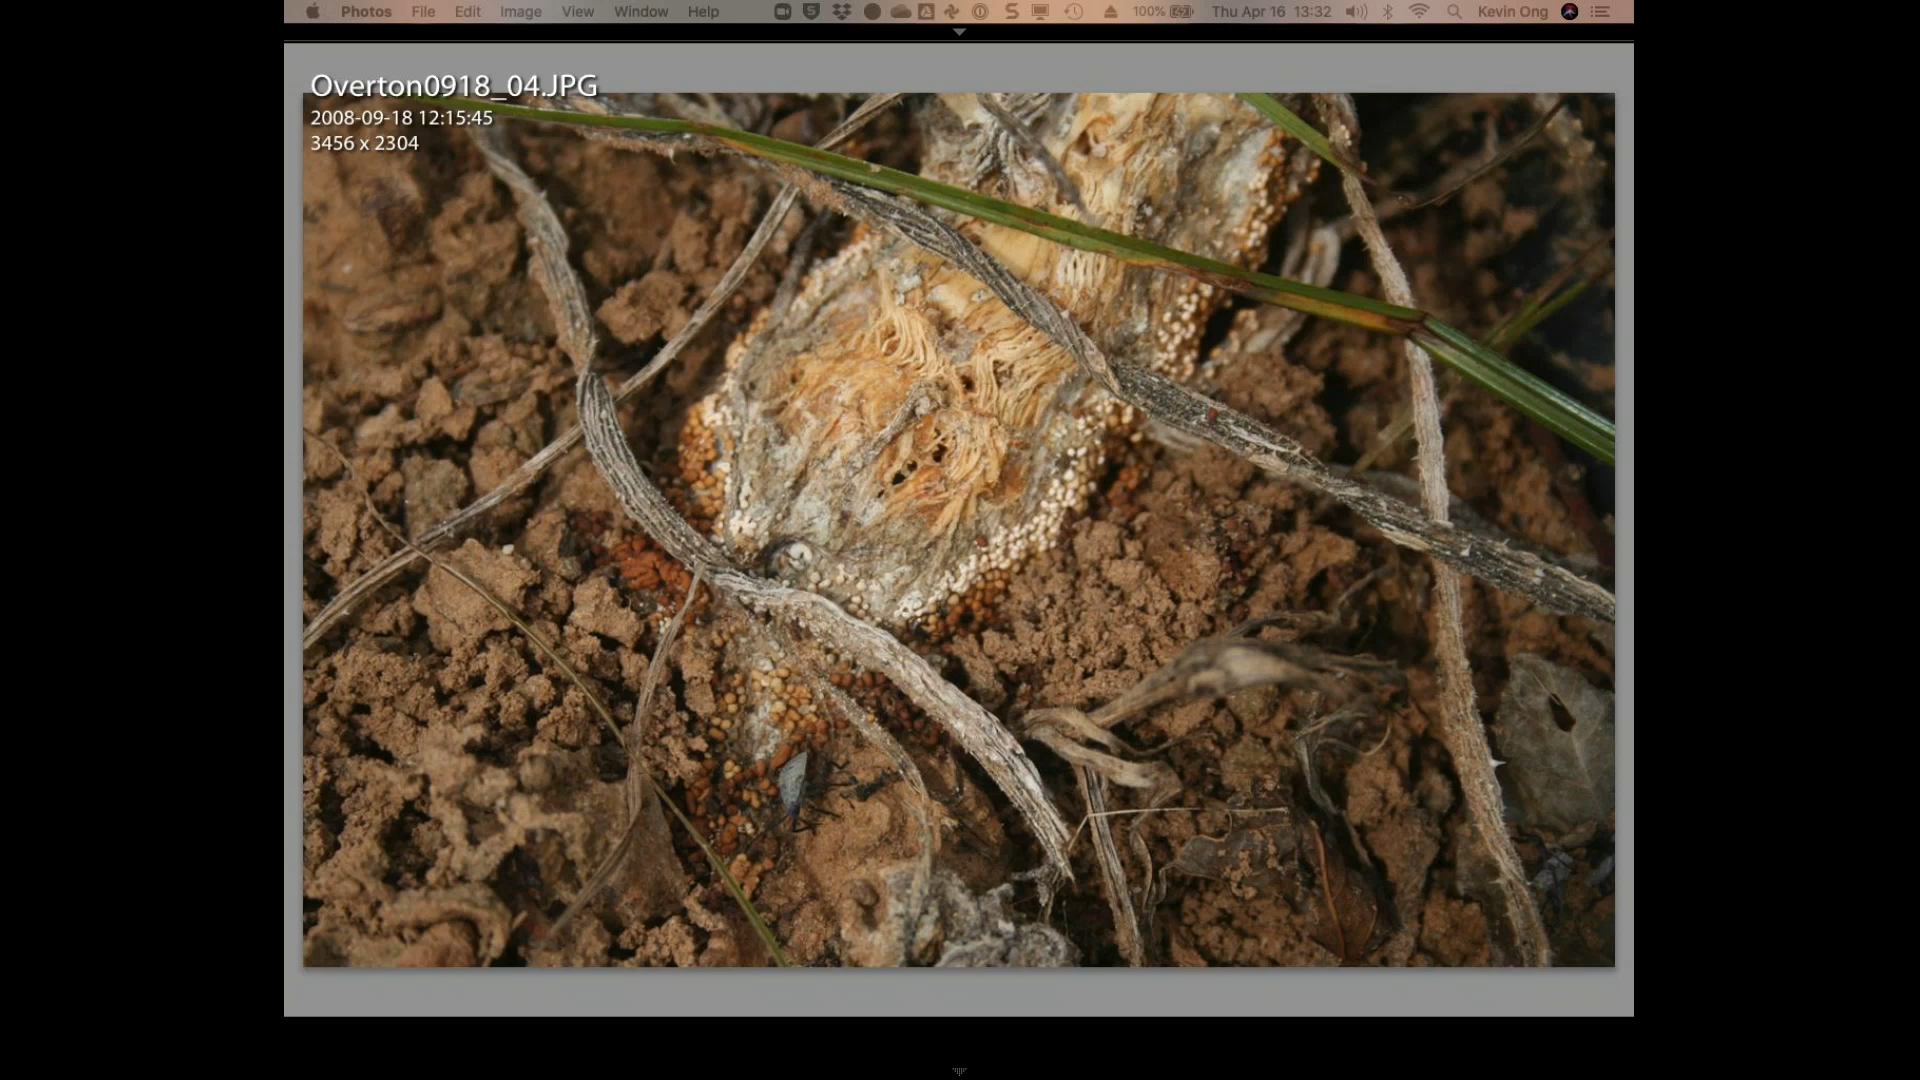 Photos File Edit Image View Window Help 100% Thu Apr 16 13:32 Kevin Ong
Overton0918_04.JPG
2008-09-18 12:15:45
3456 x 2304